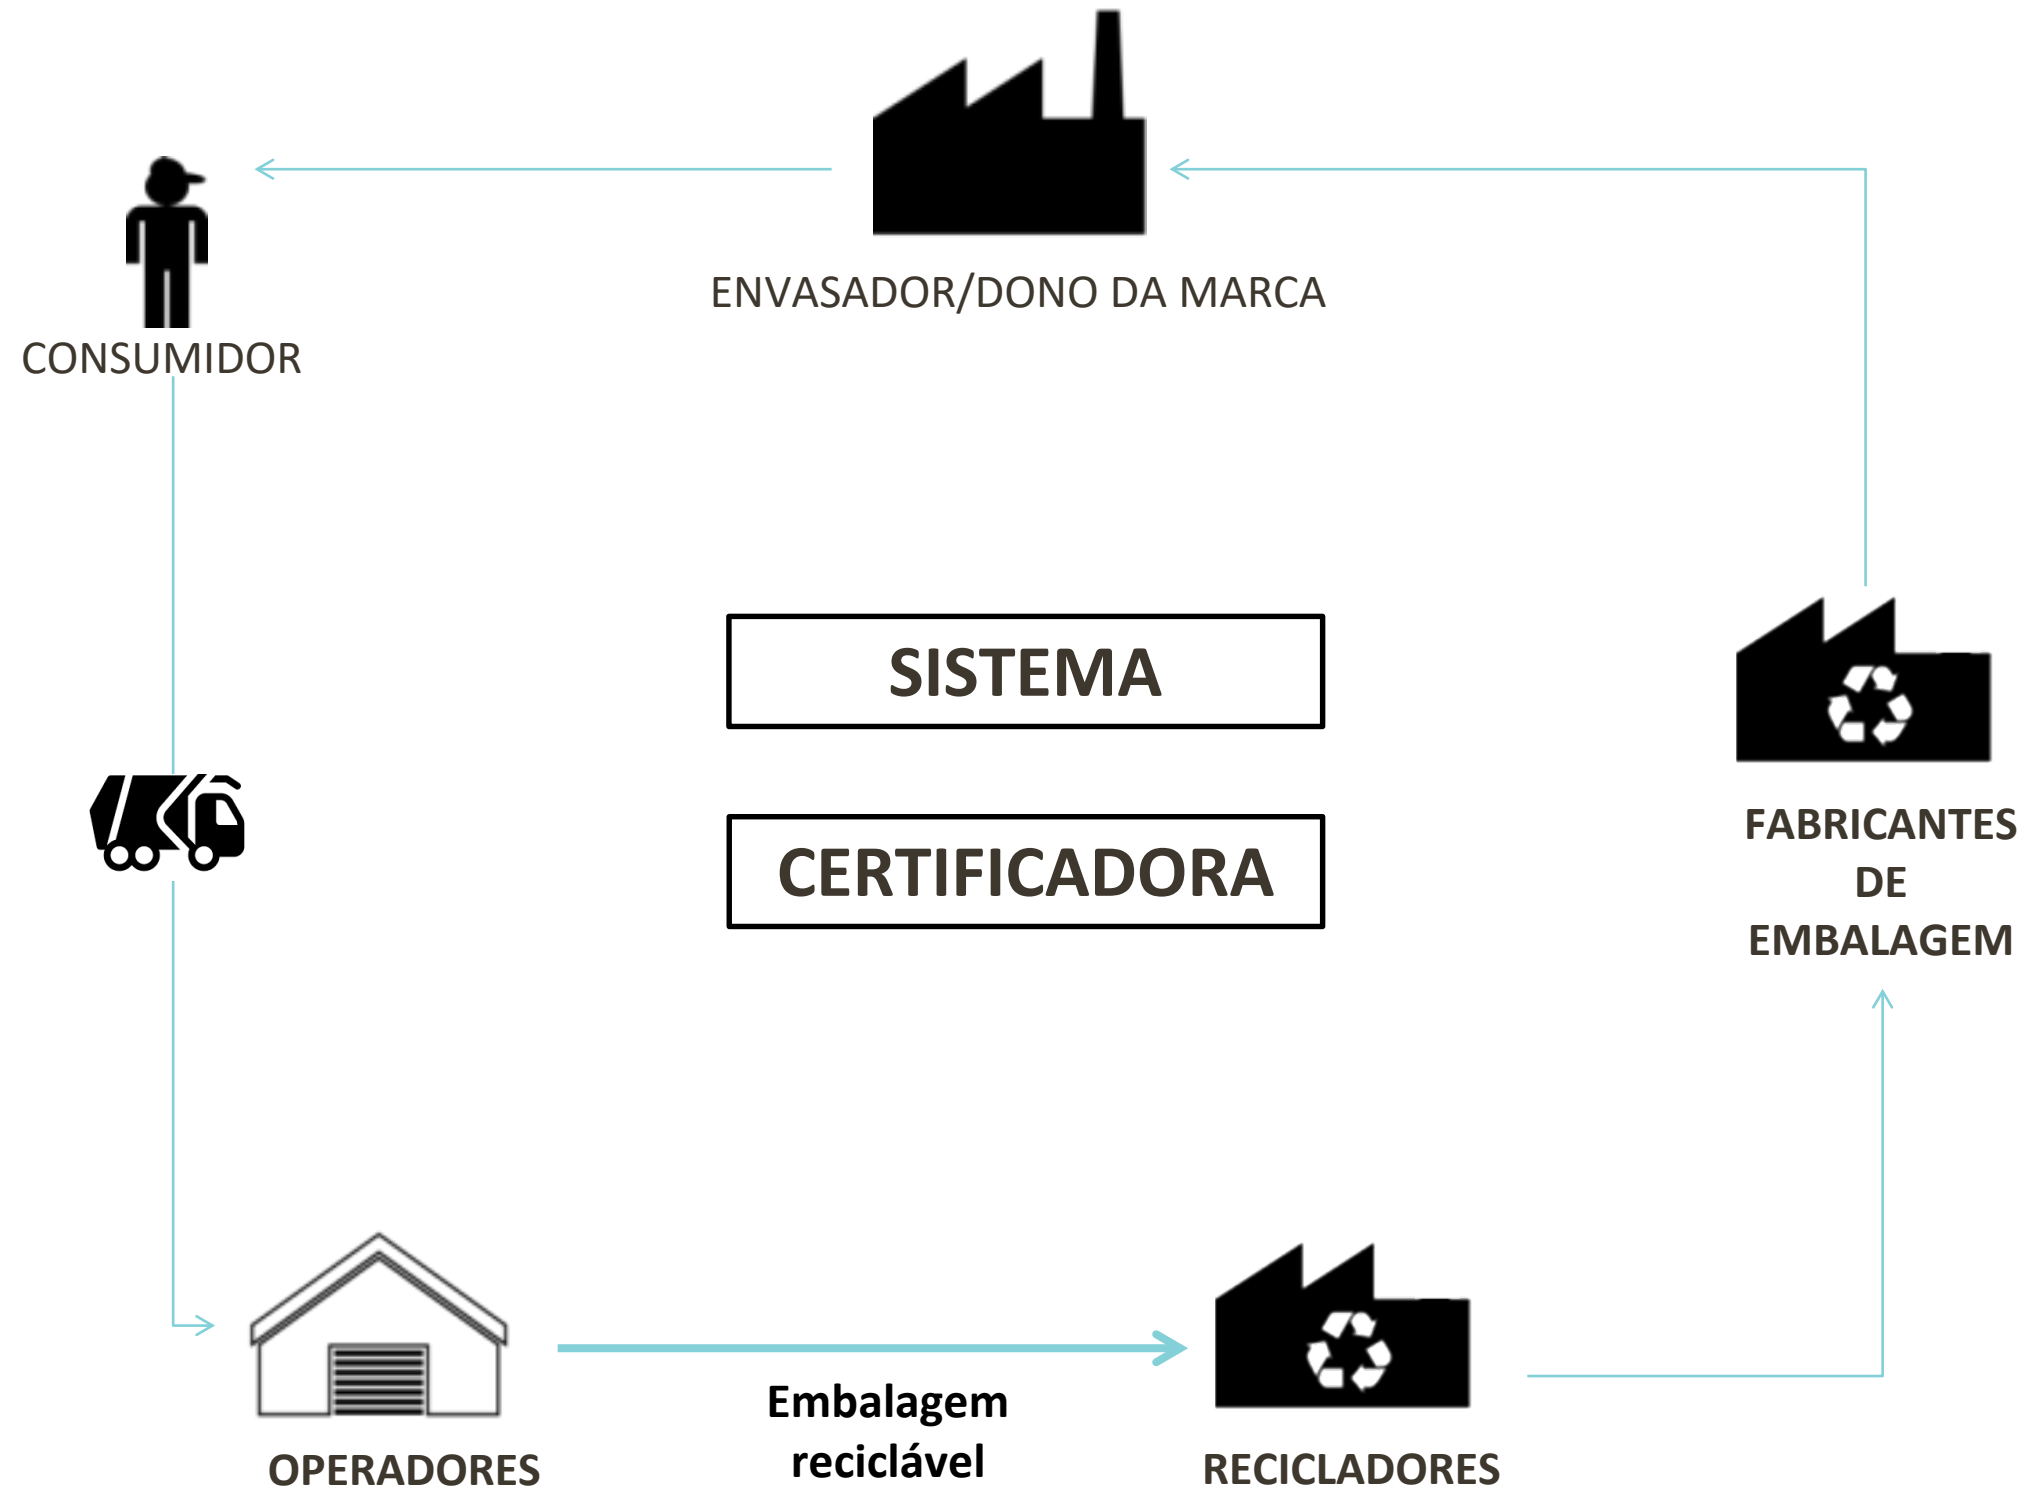 ENVASADOR/DONO DA MARCA
CONSUMIDOR
SISTEMA
CERTIFICADORA
FABRICANTES
DE
EMBALAGEM
Embalagem
reciclável
OPERADORES
RECICLADORES